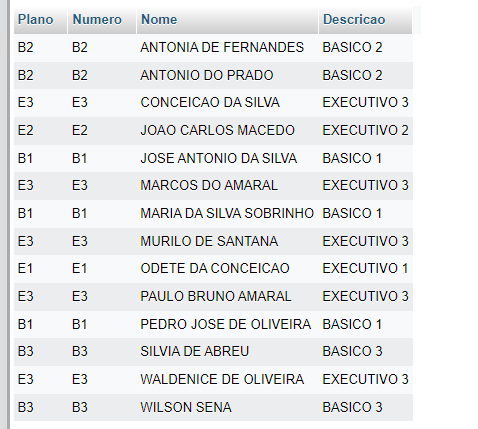 Plano Numero Nome Descricao
B2 B2 ANTONIA DE FERNANDES BASICO 2
B2 B2 ANTONIO DO PRADO BASICO 2
E3 E3 CONCEICAO DA SILVA EXECUTIVO 3
E2 E2 JOAO CARLOS MACEDO EXECUTIVO 2
B1 B1 JOSE ANTONIO DA SILVA BASICO 1
E3 E3 MARCOS DO AMARAL EXECUTIVO 3
B1 B1 MARIA DA SILVA SOBRINHO BASICO 1
E3 E3 MURILO DE SANTANA EXECUTIVO 3
E1 E1 ODETE DA CONCEICAO EXECUTIVO 1
E3 E3 PAULO BRUNO AMARAL EXECUTIVO 3
B1 B1 PEDRO JOSE DE OLIVEIRA BASICO 1
B3 B3 SILVIA DE ABREU BASICO 3
E3 E3 WALDENICE DE OLIVEIRA EXECUTIVO 3
B3 B3 WILSON SENA BASICO 3